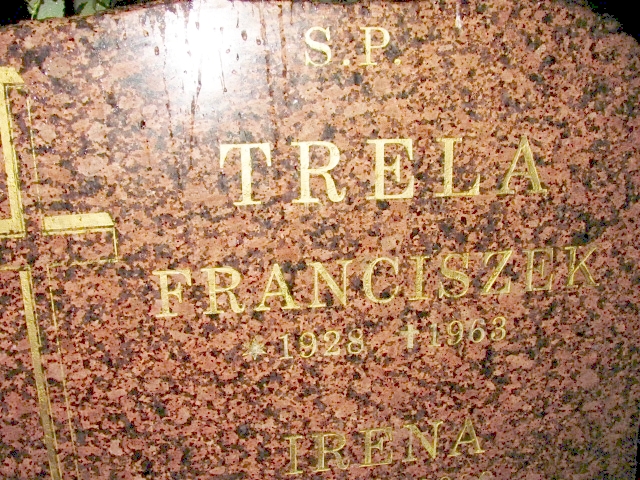 S.P.
TRELA
FRANCISZEK
* 1928 †1963
IRENA